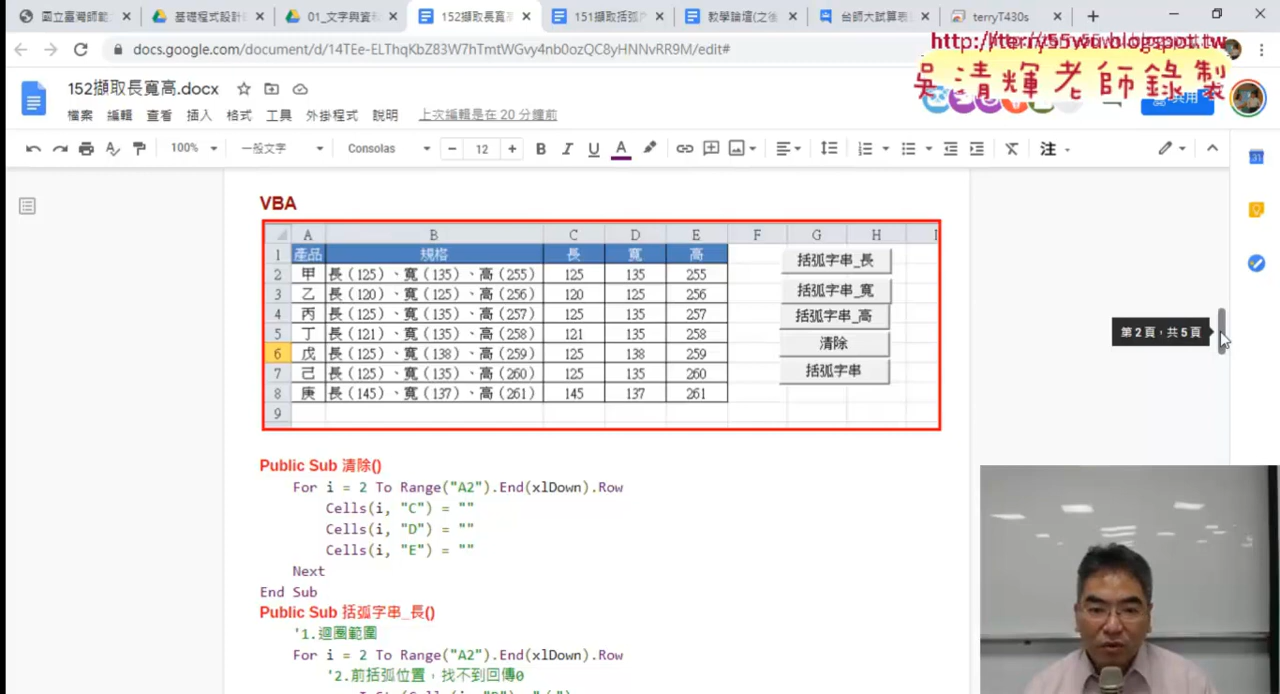 國立臺灣師範
基礎程式設計
01_文字與資料
152擷取長寬高
151擷取括弧內
教學論壇(之後
台師大試算表
terryT430s
docs.google.com/document/d/14TEe-ELThqKbZ83W7hTmtWGvy4nb0ozQC8yHNNvRR9M/edit#
http://terry55wu.blogspot.tw
吳清輝老師錄製
152擷取長寬高.docx
共用
檔案 編輯 查看 插入 格式 工具 外掛程式 說明 上次編輯是在 20 分鐘前
100% 一般文字 Consolas 12 B I U A 注
31
VBA
A B C D E F G H I
1 產品 規格 長 寬 高
2 甲 長（125）、寬（135）、高（255） 125 135 255
3 乙 長（120）、寬（125）、高（256） 120 125 256
4 丙 長（125）、寬（135）、高（257） 125 135 257
5 丁 長（121）、寬（135）、高（258） 121 135 258
6 戊 長（125）、寬（138）、高（259） 125 138 259
7 己 長（125）、寬（135）、高（260） 125 135 260
8 庚 長（145）、寬（137）、高（261） 145 137 261
9
括弧字串_長
括弧字串_寬
括弧字串_高
清除
括弧字串
第 2 頁，共 5 頁
Public Sub 清除()
For i = 2 To Range("A2").End(xlDown).Row
Cells(i, "C") = ""
Cells(i, "D") = ""
Cells(i, "E") = ""
Next
End Sub
Public Sub 括弧字串_長()
'1.迴圈範圍
For i = 2 To Range("A2").End(xlDown).Row
'2.前括弧位置，找不到回傳0